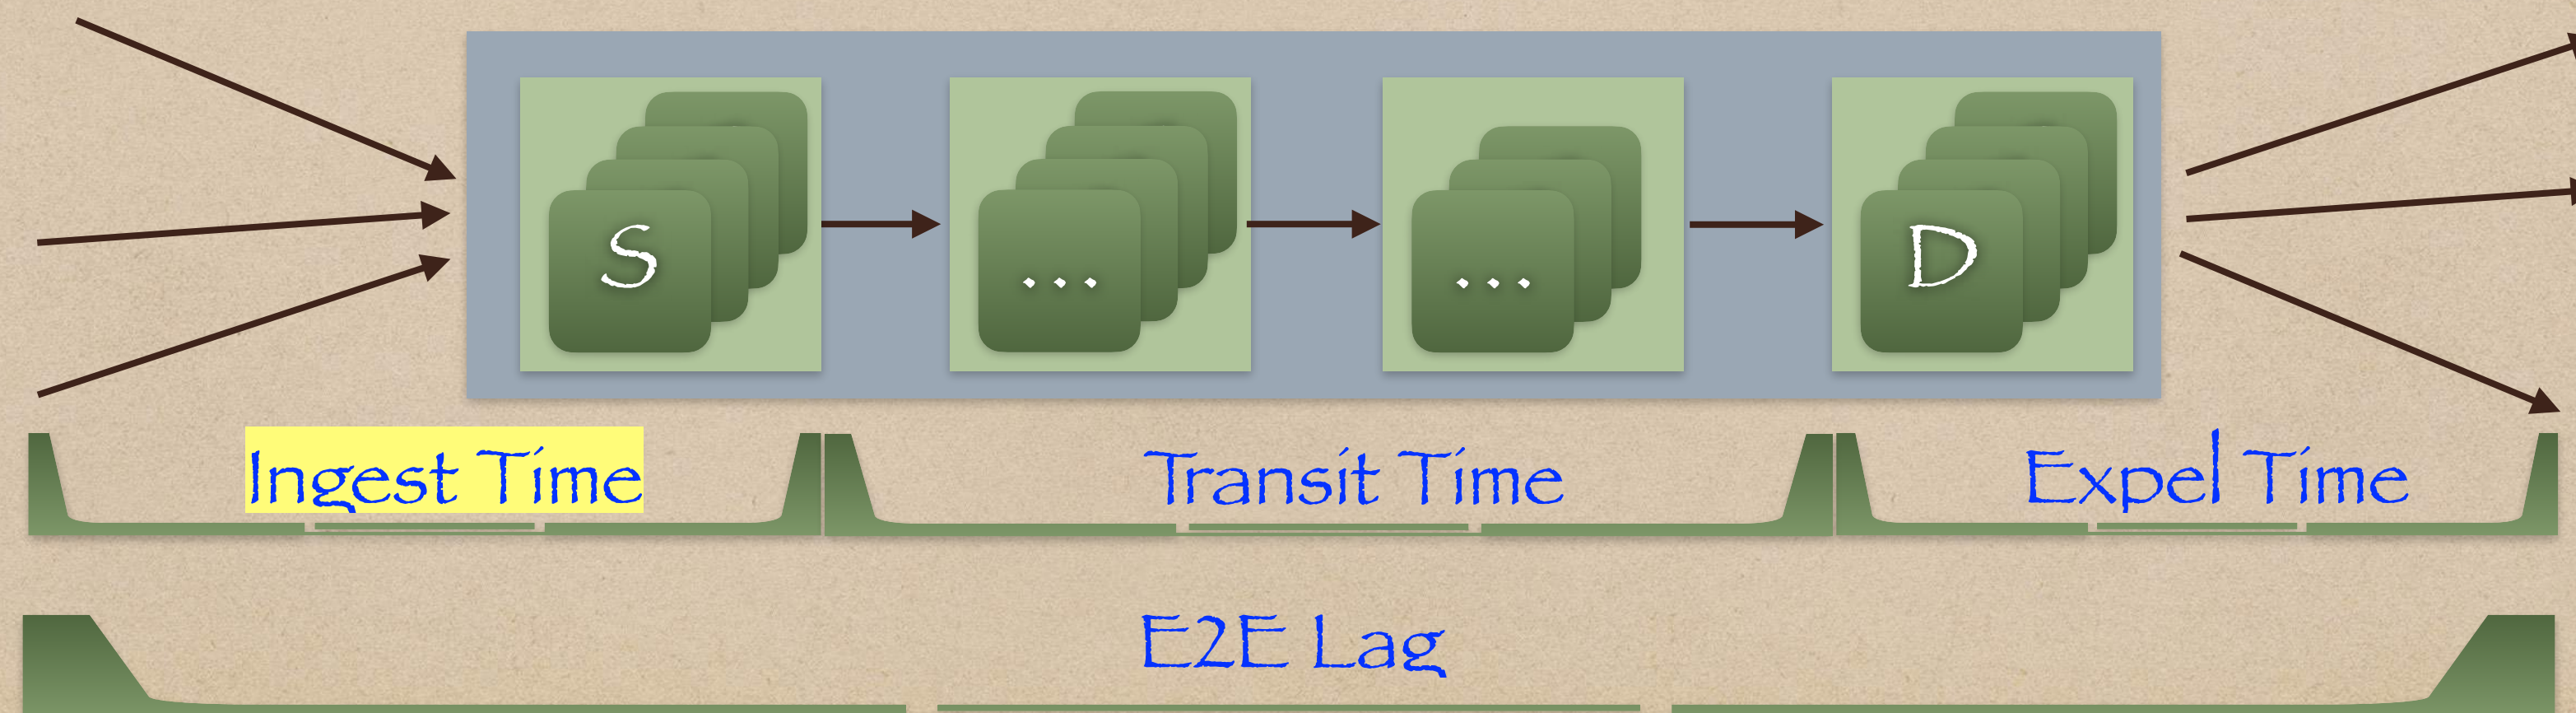 S
...
...
D
Ingest Time
Transit Time
Expel Time
E2E Lag